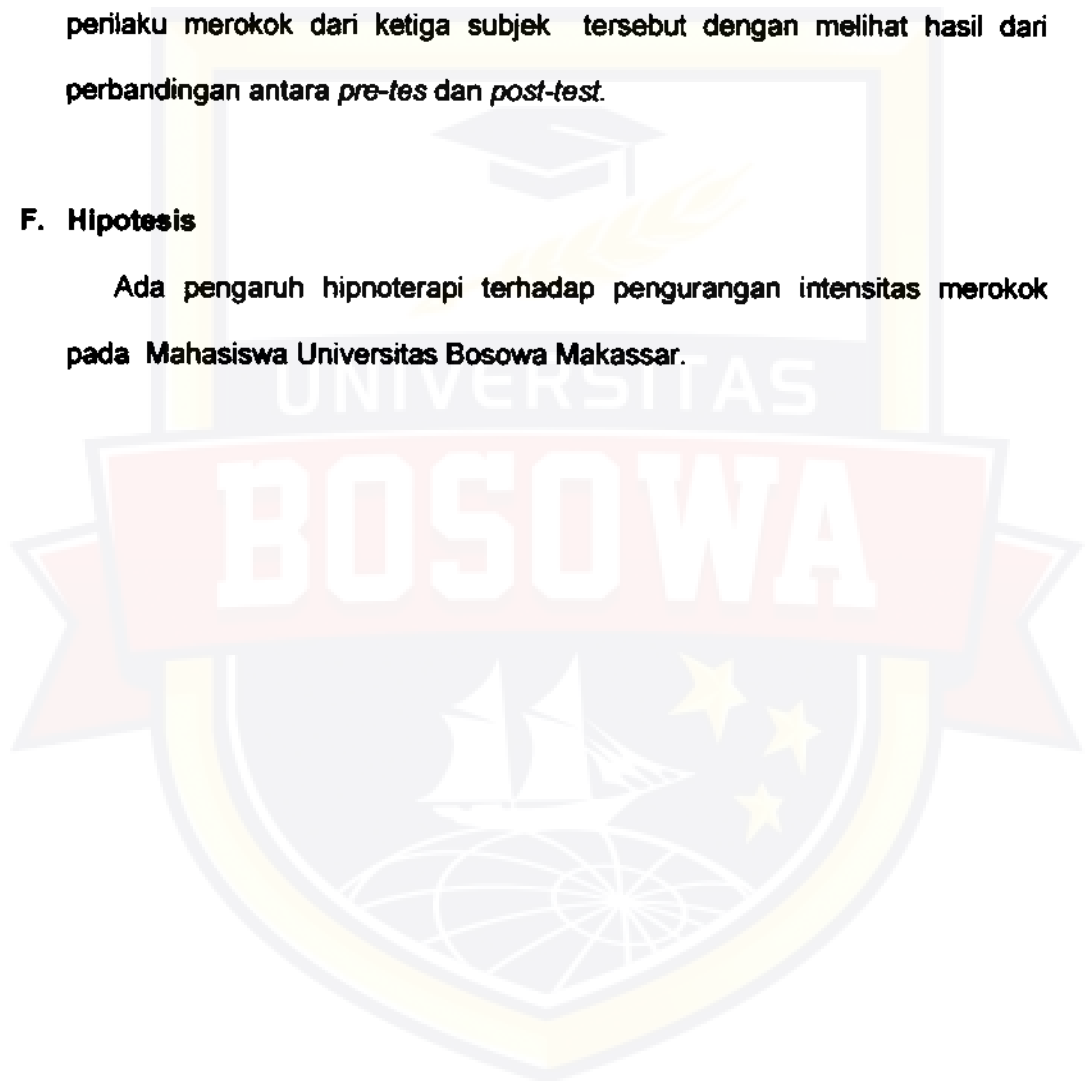 perilaku merokok dari ketiga subjek tersebut dengan melihat hasil dari
perbandingan antara pre-tes dan post-test.
F. Hipotesis
Ada pengaruh hipnoterapi terhadap pengurangan intensitas merokok
pada Mahasiswa Universitas Bosowa Makassar.
UNIVERSITAS
BOSOWA